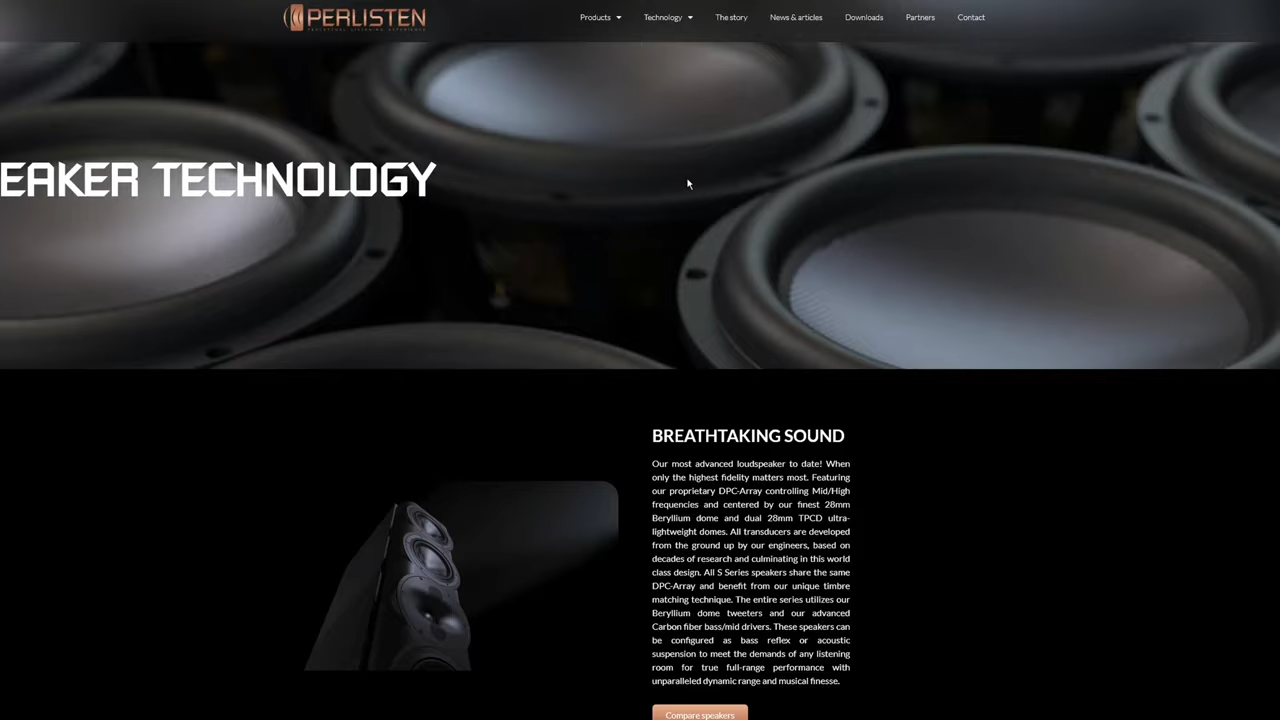 PERLISTEN
PERCEPTUAL LISTENING EXPERIENCE
Products
Technology
The story
News & articles
Downloads
Partners
Contact
EAKER TECHNOLOGY
BREATHTAKING SOUND
Our most advanced loudspeaker to date! When
only the highest fidelity matters most. Featuring
our proprietary DPC-Array controlling Mid/High
frequencies and centered by our finest 28mm
Beryllium dome and dual 28mm TPCD ultra-
lightweight domes. All transducers are developed
from the ground up by our engineers, based on
decades of research and culminating in this world
class design. All S Series speakers share the same
DPC-Array and benefit from our unique timbre
matching technique. The entire series utilizes our
Beryllium dome tweeters and our advanced
Carbon fiber bass/mid drivers. These speakers can
be configured as bass reflex or acoustic
suspension to meet the demands of any listening
room for true full-range performance with
unparalleled dynamic range and musical finesse.
Compare speakers